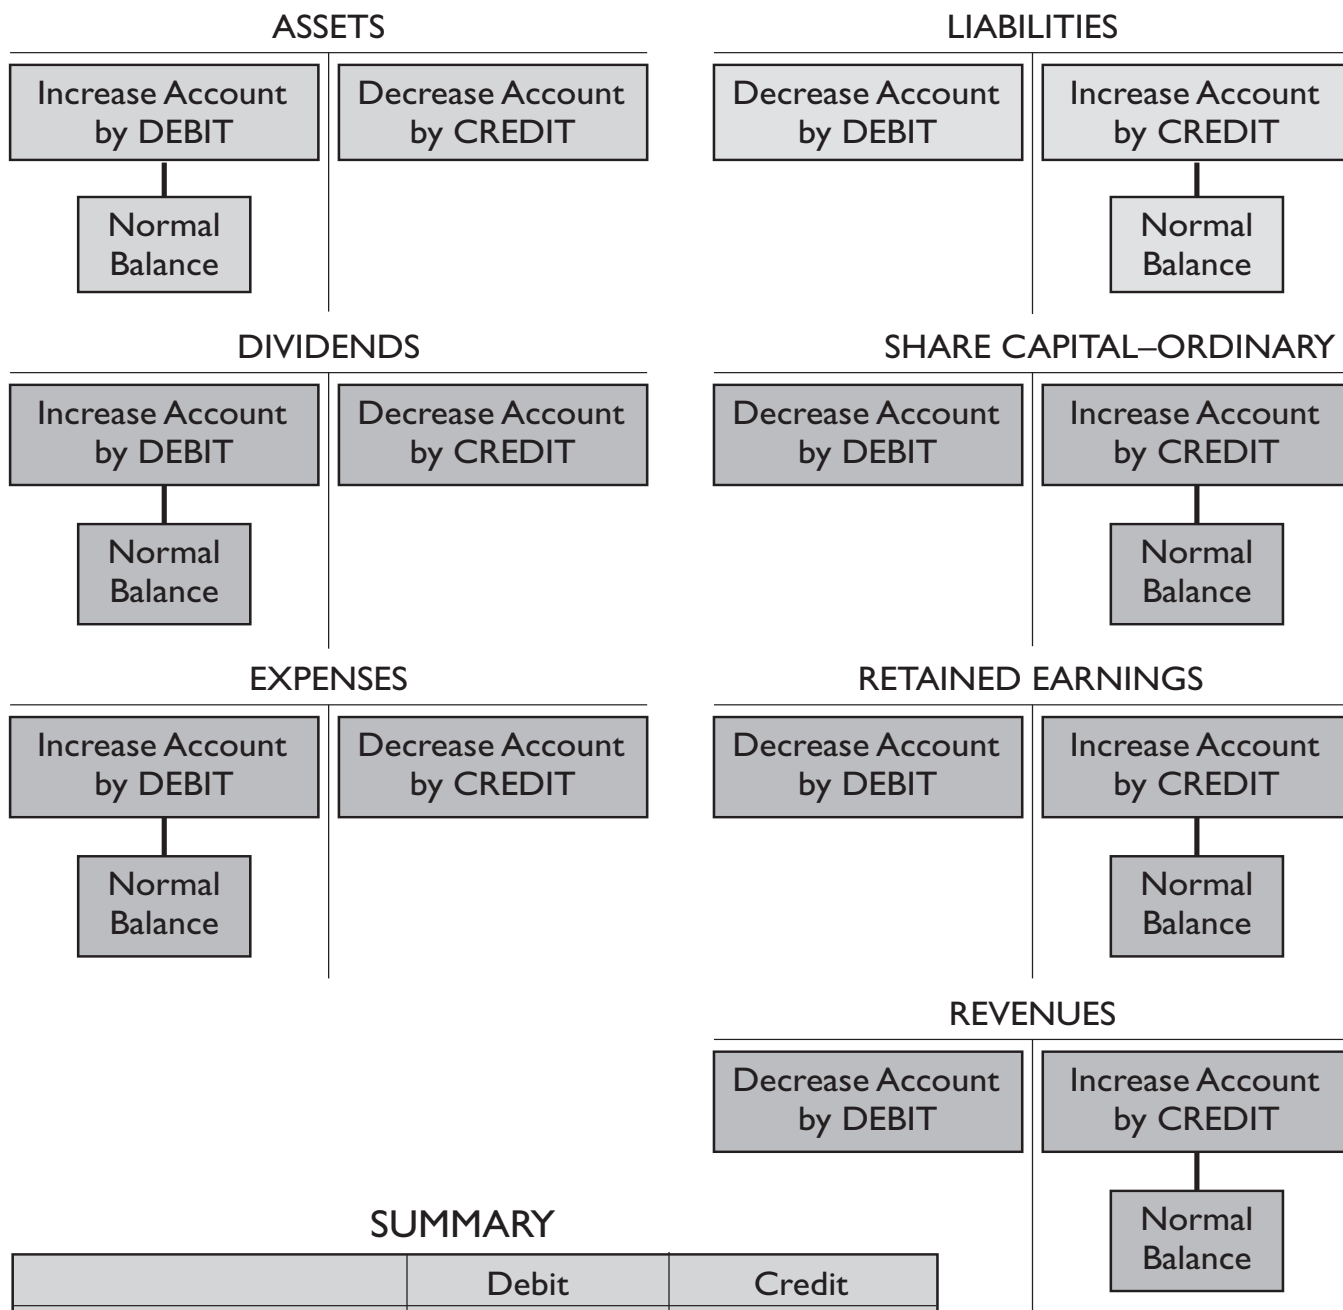 ASSETS
Increase Account
by DEBIT
Decrease Account
by CREDIT
Normal
Balance
LIABILITIES
Decrease Account
by DEBIT
Increase Account
by CREDIT
Normal
Balance
DIVIDENDS
Increase Account
by DEBIT
Decrease Account
by CREDIT
Normal
Balance
SHARE CAPITAL–ORDINARY
Decrease Account
by DEBIT
Increase Account
by CREDIT
Normal
Balance
EXPENSES
Increase Account
by DEBIT
Decrease Account
by CREDIT
Normal
Balance
RETAINED EARNINGS
Decrease Account
by DEBIT
Increase Account
by CREDIT
Normal
Balance
REVENUES
Decrease Account
by DEBIT
Increase Account
by CREDIT
Normal
Balance
SUMMARY
Debit Credit